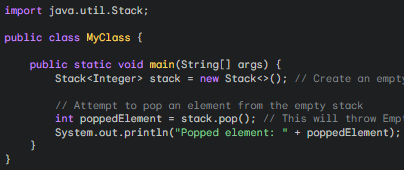 import java.util.Stack;
public class MyClass {
public static void main(String[] args) {
Stack<Integer> stack = new Stack<>(); // Create an empty
// Attempt to pop an element from the empty stack
int poppedElement = stack.pop(); // This will throw Empt
System.out.println("Popped element: " + poppedElement);
}
}